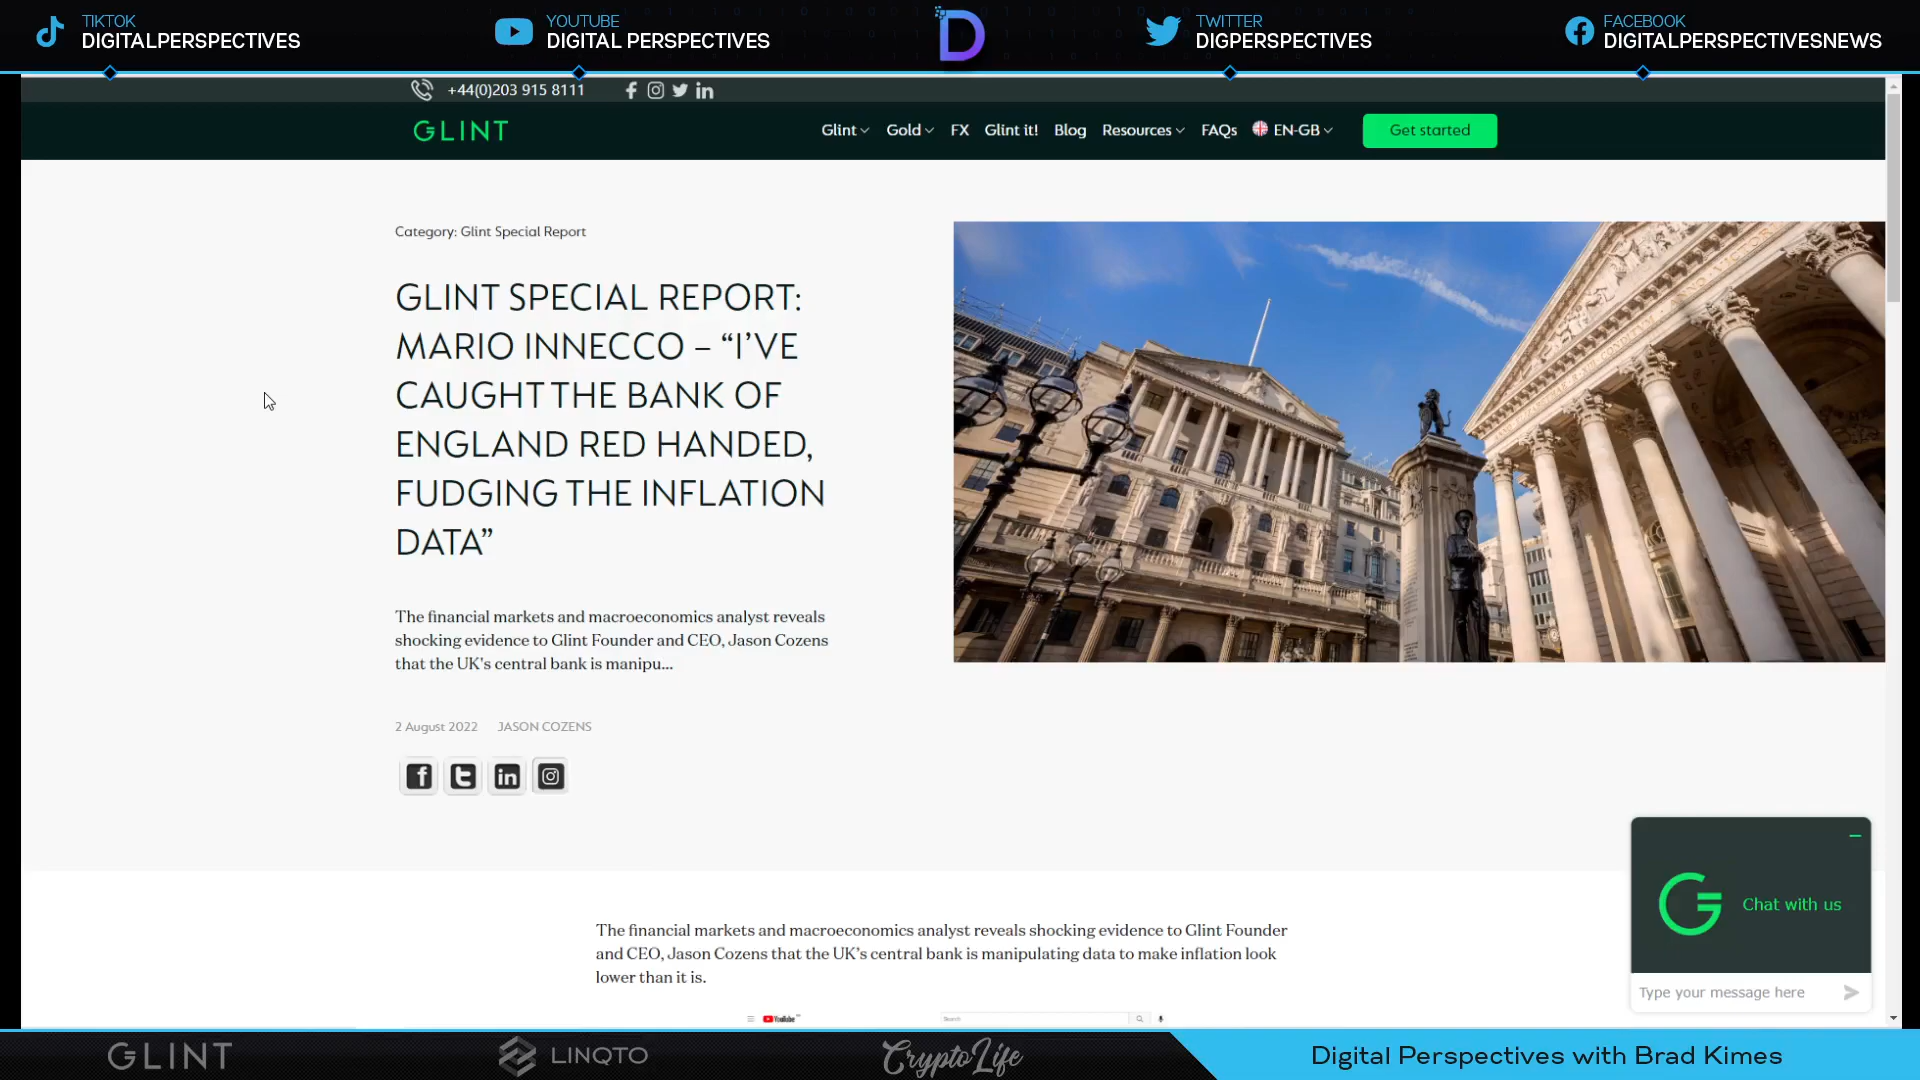 TIKTOK
DIGITALPERSPECTIVES
YOUTUBE
DIGITAL PERSPECTIVES
D
TWITTER
DIGPERSPECTIVES
FACEBOOK
DIGITALPERSPECTIVESNEWS
+44(0)203 915 8111
GLINT
Glint Gold FX Glint it! Blog Resources FAQs EN-GB Get started
Category: Glint Special Report
GLINT SPECIAL REPORT:
MARIO INNECCO – “I’VE
CAUGHT THE BANK OF
ENGLAND RED HANDED,
FUDGING THE INFLATION
DATA”
The financial markets and macroeconomics analyst reveals
shocking evidence to Glint Founder and CEO, Jason Cozens
that the UK’s central bank is manipu...
2 August 2022 JASON COZENS
The financial markets and macroeconomics analyst reveals shocking evidence to Glint Founder
and CEO, Jason Cozens that the UK’s central bank is manipulating data to make inflation look
lower than it is.
YouTube
Search
Chat with us
Type your message here
GLINT
LINQTO
CryptoLife
Digital Perspectives with Brad Kimes